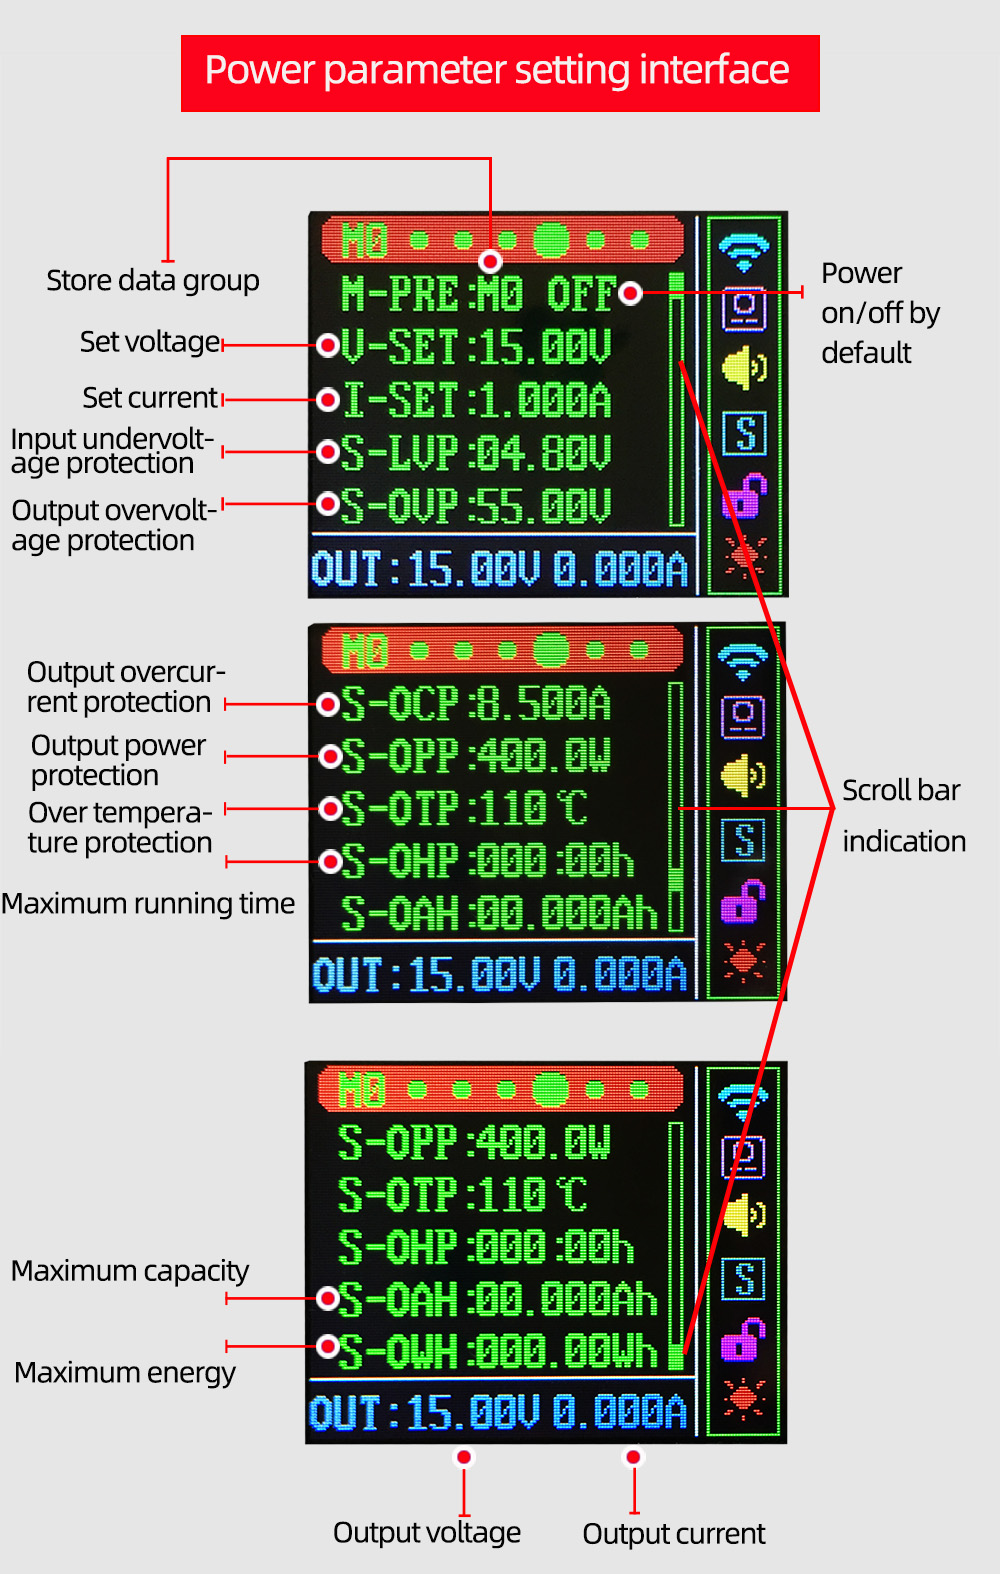 Power parameter setting interface
Store data group
Set voltage
Set current
Input undervolt-
age protection
Output overvolt-
age protection
M0
M-PRE:M0 OFF
V-SET:15.00V
I-SET:1.000A
S-LVP:04.80V
S-OVP:55.00V
OUT:15.00V 0.000A
S
Power
on/off by
default
Output overcur-
rent protection
Output power
protection
Over tempera-
ture protection
Maximum running time
M0
S-OCP:8.500A
S-OPP:400.0W
S-OTP:110℃
S-OHP:000:00h
S-OAH:00.000Ah
OUT:15.00V 0.000A
S
Scroll bar
indication
Maximum capacity
Maximum energy
M0
S-OPP:400.0W
S-OTP:110℃
S-OHP:000:00h
S-OAH:00.000Ah
S-OWH:000.00Wh
OUT:15.00V 0.000A
S
Output voltage
Output current